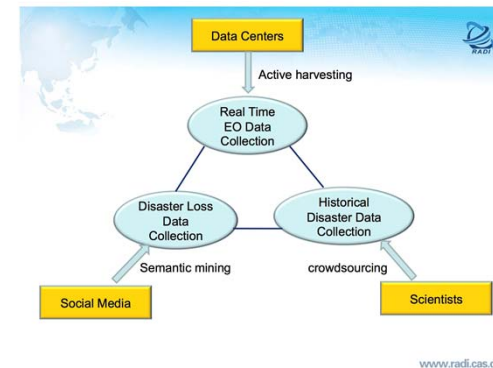 Data Centers
RADI
Active harvesting
Real Time
EO Data
Collection
Disaster Loss
Data
Collection
Historical
Disaster Data
Collection
Semantic mining
crowdsourcing
Social Media
Scientists
www.radi.cas.c